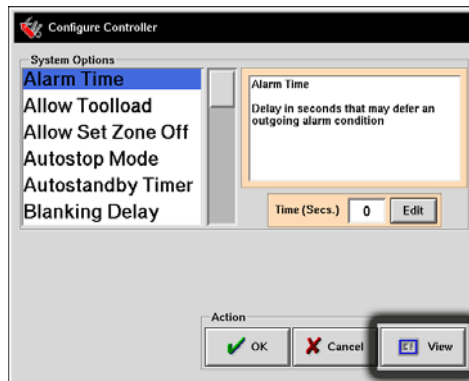 Configure Controller
System Options
Alarm Time
Allow Toolload
Allow Set Zone Off
Autostop Mode
Autostandby Timer
Blanking Delay
Alarm Time
Delay in seconds that may defer an
outgoing alarm condition
Time (Secs.) 0 Edit
Action
OK Cancel View